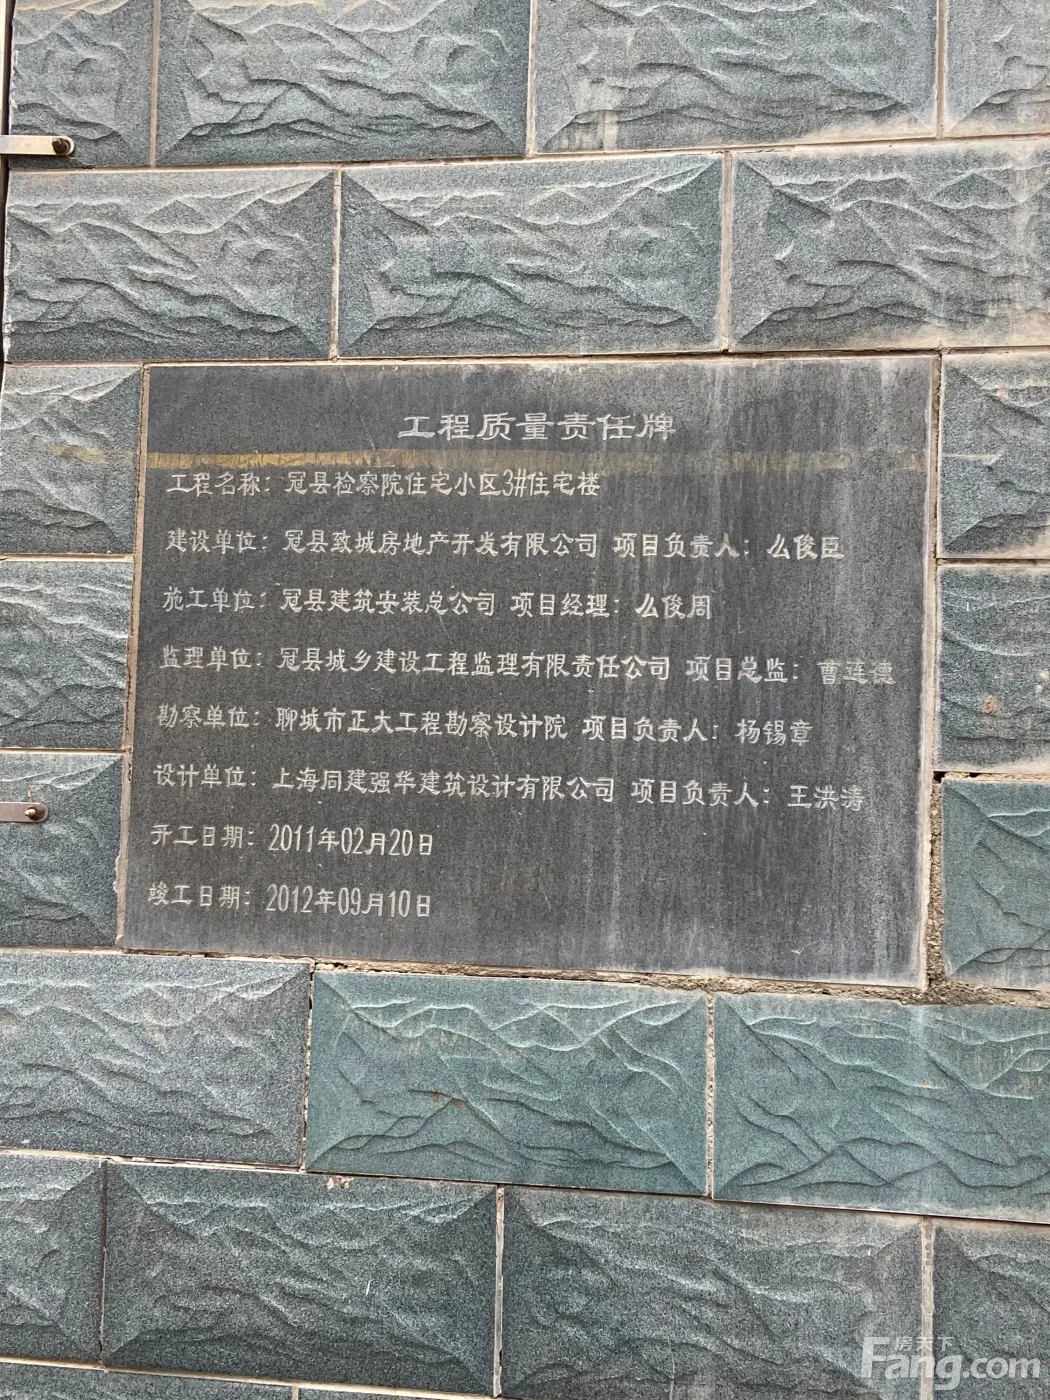 工程质量责任牌
工程名称：冠县检察院住宅小区3#住宅楼
建设单位：冠县致城房地产开发有限公司 项目负责人：么俊臣
施工单位：冠县建筑安装总公司 项目经理：么俊周
监理单位：冠县城乡建设工程监理有限责任公司 项目总监：曹连德
勘察单位：聊城市正大工程勘察设计院 项目负责人：杨锡章
设计单位：上海同建强华建筑设计有限公司 项目负责人：王洪涛
开工日期：2011年02月20日
竣工日期：2012年09月10日
房天下
Fang.com